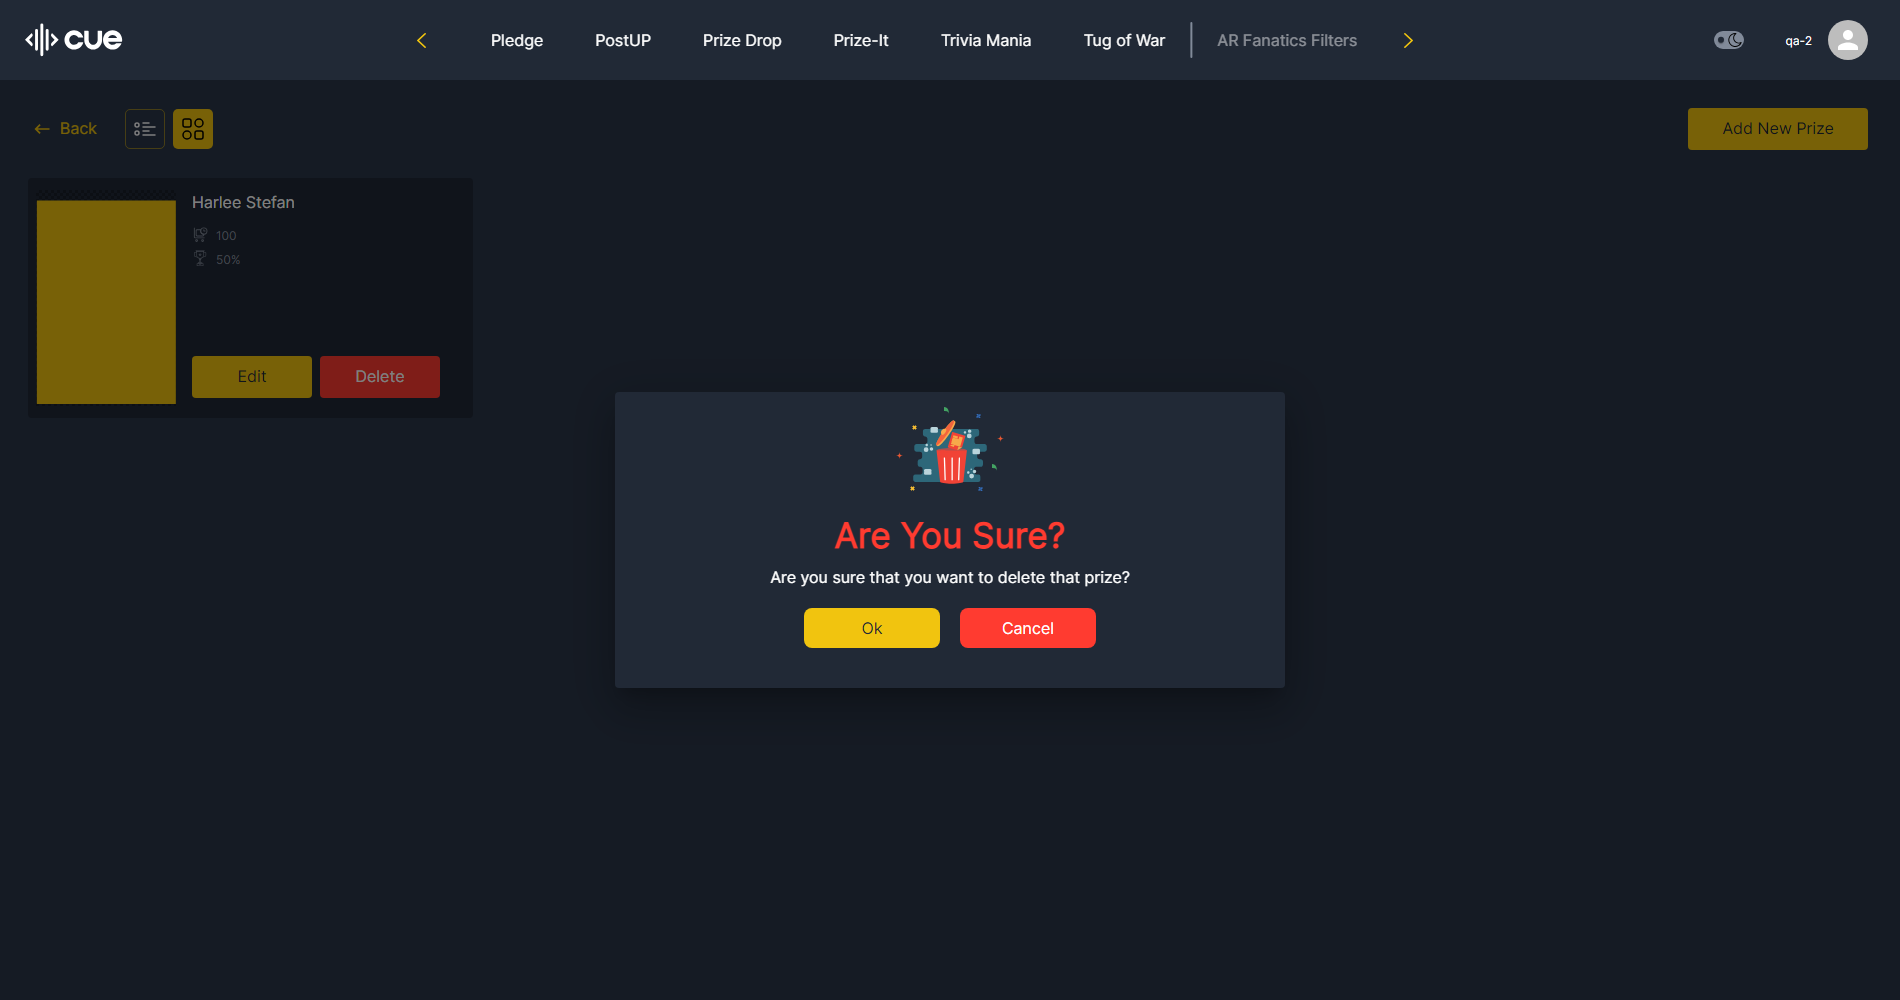 cue
Pledge
PostUP
Prize Drop
Prize-It
Trivia Mania
Tug of War
AR Fanatics Filters
qa-2
Back
Add New Prize
Harlee Stefan
100
50%
Edit
Delete
Are You Sure?
Are you sure that you want to delete that prize?
Ok
Cancel